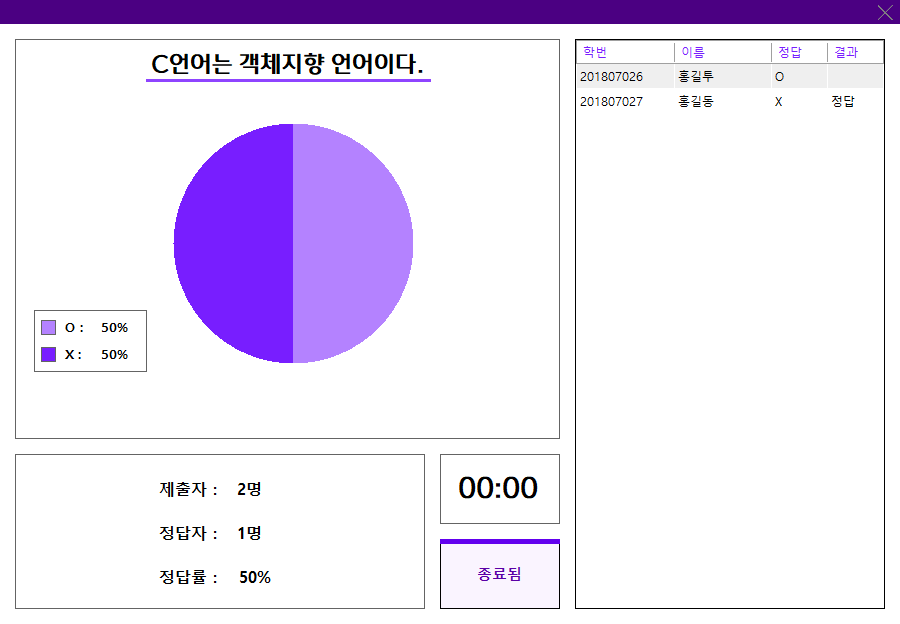 C언어는 객체지향 언어이다.
O : 50%
X : 50%
제출자 : 2명
정답자 : 1명
정답률 : 50%
00:00
종료됨
학번 이름 정답 결과
201807026 홍길투 O
201807027 홍길동 X 정답